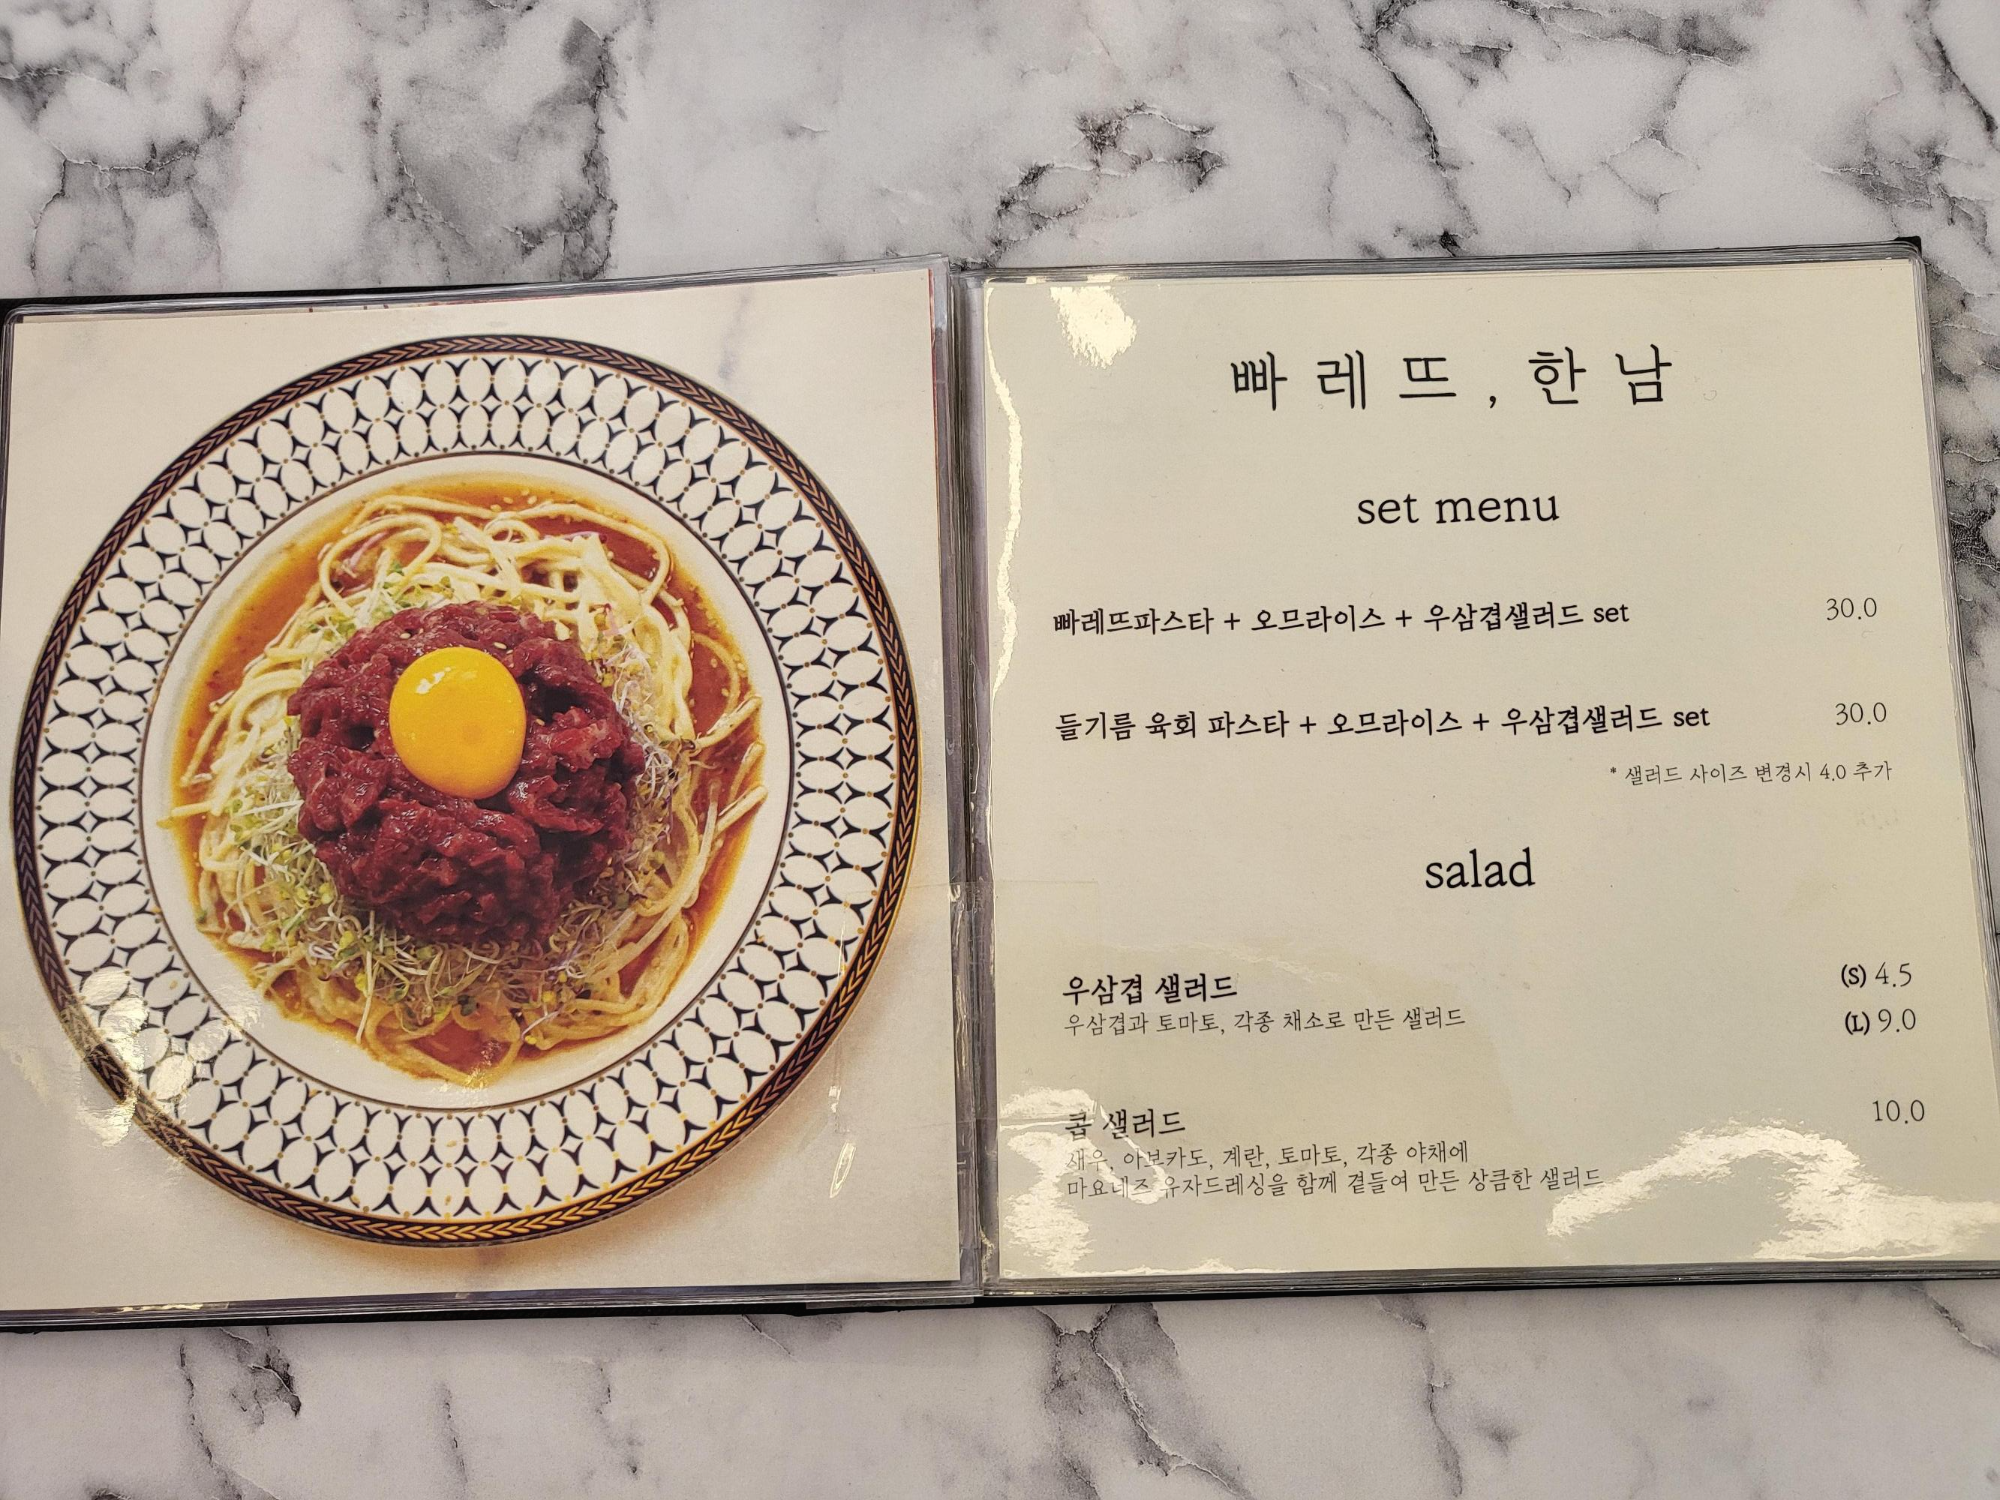 빠레뜨, 한남
set menu
빠레뜨파스타 + 오므라이스 + 우삼겹샐러드 set 30.0
들기름 육회 파스타 + 오므라이스 + 우삼겹샐러드 set 30.0
* 샐러드 사이즈 변경시 4.0 추가
salad
우삼겹 샐러드 (S) 4.5
우삼겹과 토마토, 각종 채소로 만든 샐러드 (L) 9.0
콥 샐러드 10.0
새우, 아보카도, 계란, 토마토, 각종 야채에
마요네즈 유자드레싱을 함께 곁들여 만든 상큼한 샐러드